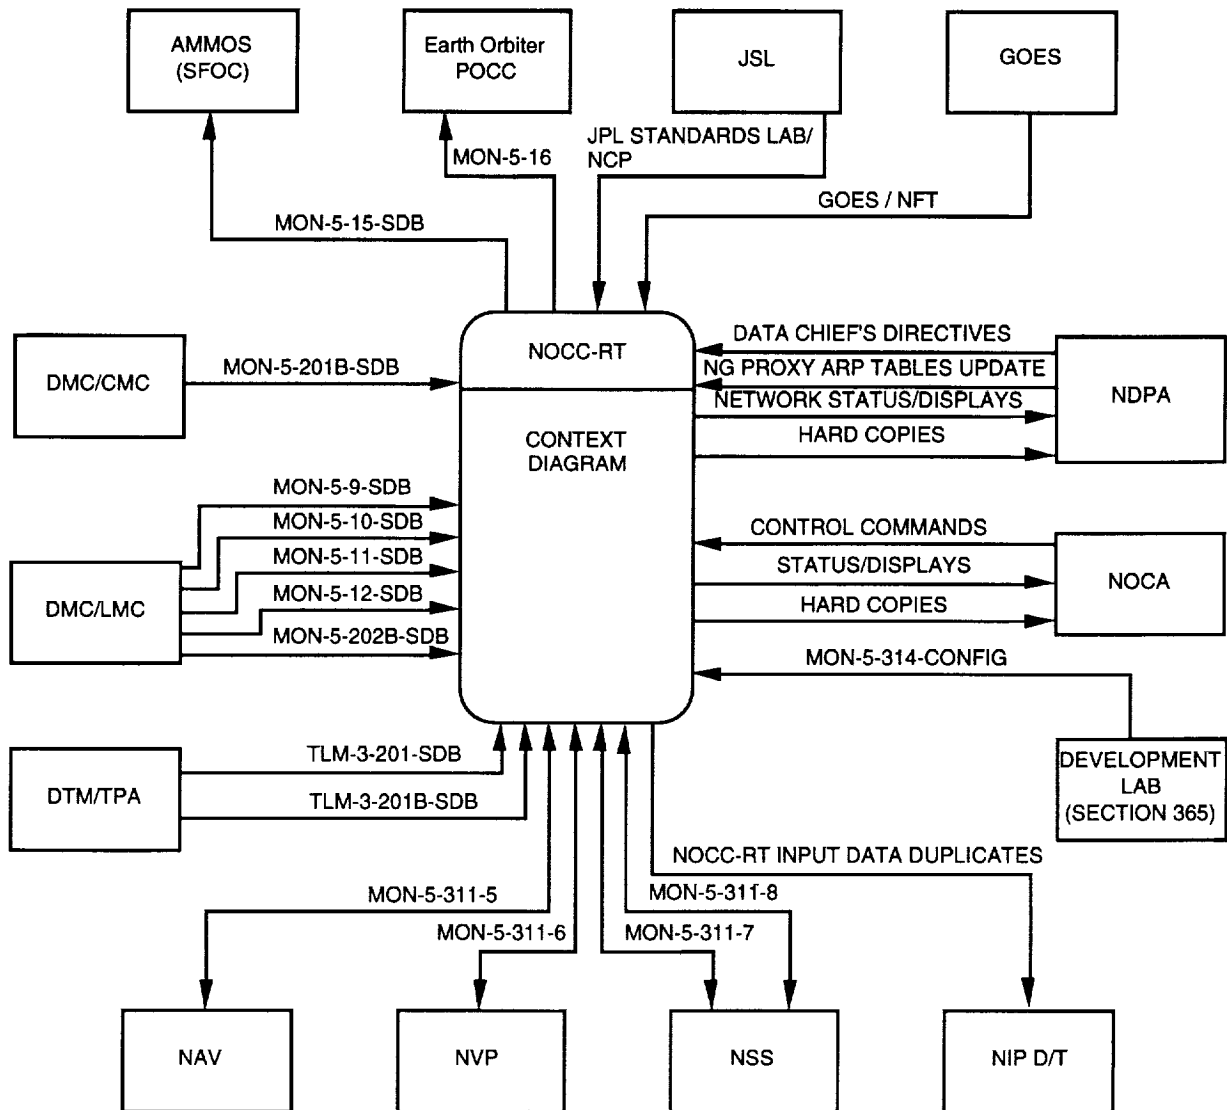 AMMOS
(SFOC)
Earth Orbiter
POCC
JSL
GOES
JPL STANDARDS LAB/
NCP
MON-5-16
GOES / NFT
MON-5-15-SDB
NOCC-RT
DATA CHIEF'S DIRECTIVES
NG PROXY ARP TABLES UPDATE
NETWORK STATUS/DISPLAYS
HARD COPIES
NDPA
DMC/CMC
MON-5-201B-SDB
CONTEXT
DIAGRAM
MON-5-9-SDB
MON-5-10-SDB
MON-5-11-SDB
MON-5-12-SDB
MON-5-202B-SDB
DMC/LMC
CONTROL COMMANDS
STATUS/DISPLAYS
HARD COPIES
NOCA
MON-5-314-CONFIG
DTM/TPA
TLM-3-201-SDB
TLM-3-201B-SDB
DEVELOPMENT
LAB
(SECTION 365)
NOCC-RT INPUT DATA DUPLICATES
MON-5-311-5
MON-5-311-8
MON-5-311-6
MON-5-311-7
NAV
NVP
NSS
NIP D/T